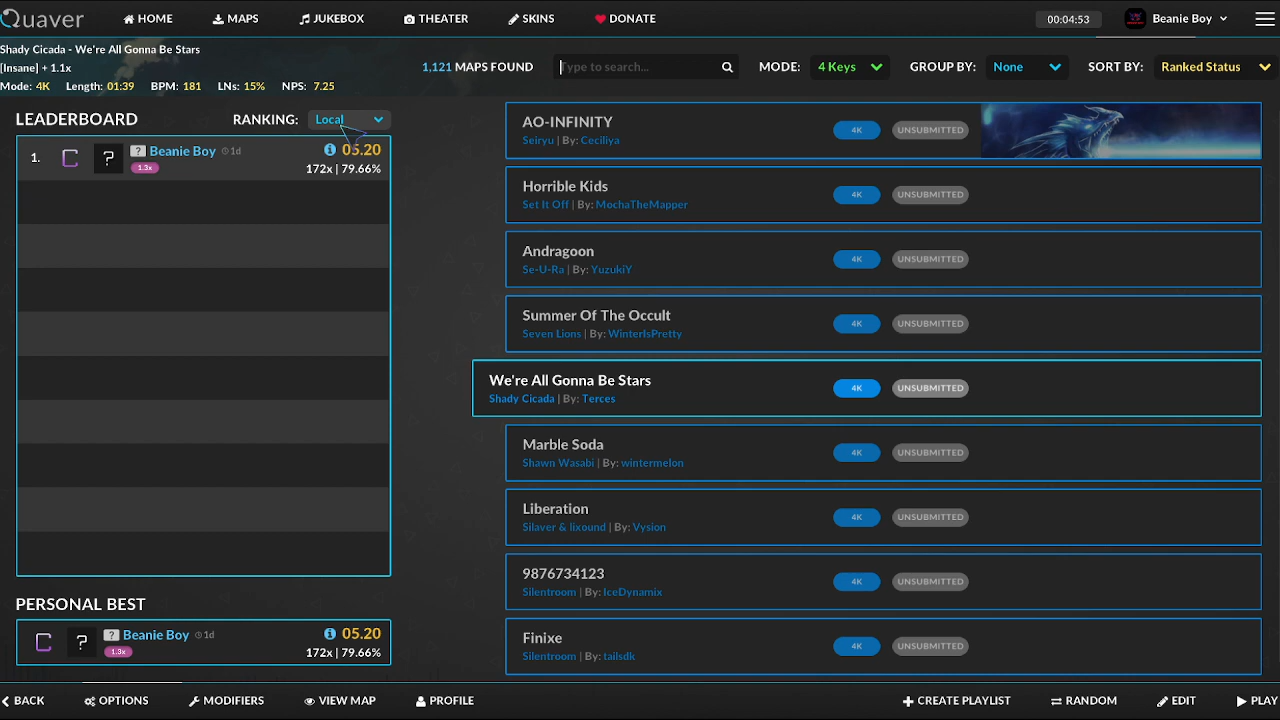 Quaver
HOME
MAPS
JUKEBOX
THEATER
SKINS
DONATE
00:04:53
Beanie Boy
Shady Cicada - We're All Gonna Be Stars
[Insane] + 1.1x
Mode: 4K Length: 01:39 BPM: 181 LNs: 15% NPS: 7.25
1,121 MAPS FOUND
Type to search...
MODE: 4 Keys
GROUP BY: None
SORT BY: Ranked Status
LEADERBOARD
RANKING: Local
1. C ? ? Beanie Boy 1d 05.20
1.3x 172x | 79.66%
PERSONAL BEST
C ? ? Beanie Boy 1d 05.20
1.3x 172x | 79.66%
AO-INFINITY
Seiryu | By: Ceciliya
4K UNSUBMITTED
Horrible Kids
Set It Off | By: MochaTheMapper
4K UNSUBMITTED
Andragoon
Se-U-Ra | By: YuzukiY
4K UNSUBMITTED
Summer Of The Occult
Seven Lions | By: WinterIsPretty
4K UNSUBMITTED
We're All Gonna Be Stars
Shady Cicada | By: Terces
4K UNSUBMITTED
Marble Soda
Shawn Wasabi | By: wintermelon
4K UNSUBMITTED
Liberation
Silaver & lixound | By: Vysion
4K UNSUBMITTED
9876734123
Silentroom | By: IceDynamix
4K UNSUBMITTED
Finixe
Silentroom | By: tailsdk
4K UNSUBMITTED
BACK
OPTIONS
MODIFIERS
VIEW MAP
PROFILE
CREATE PLAYLIST
RANDOM
EDIT
PLAY